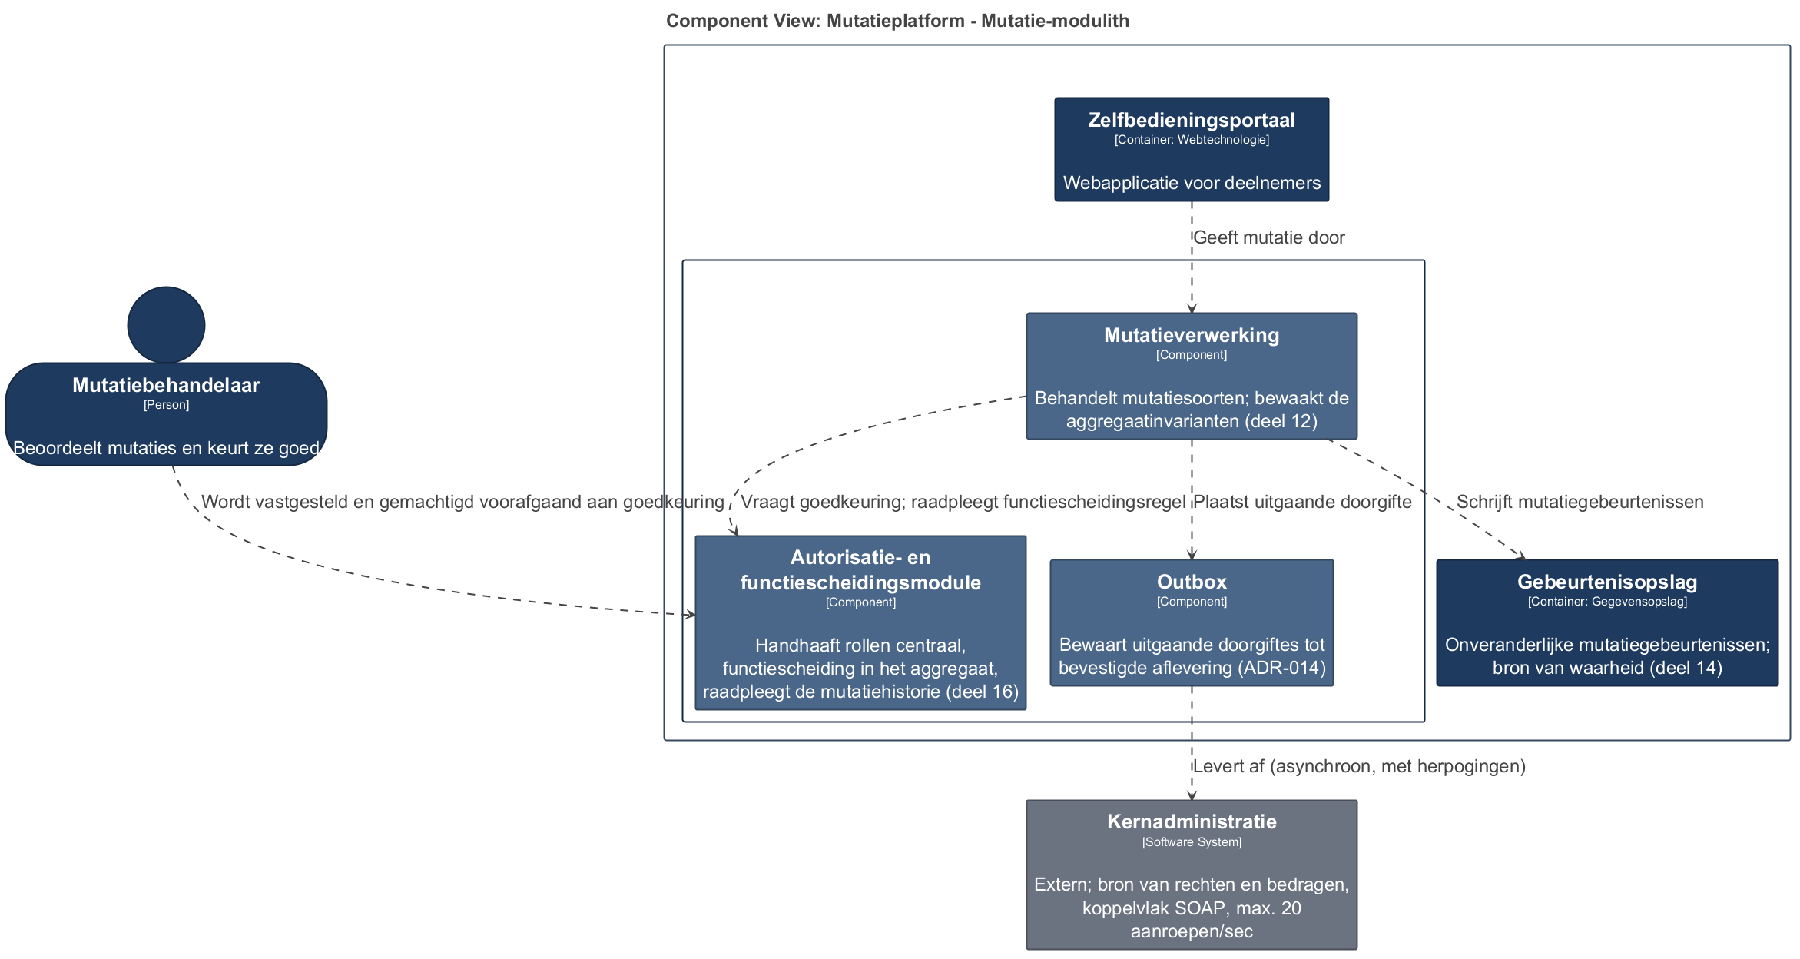 Component View: Mutatieplatform - Mutatie-modulith
Zelfbedieningsportaal
[Container: Webtechnologie]
Webapplicatie voor deelnemers
Geeft mutatie door
Mutatieverwerking
[Component]
Behandelt mutatiesoorten; bewaakt de
aggregaatinvarianten (deel 12)
Mutatiebehandelaar
[Person]
Beoordeelt mutaties en keurt ze goed
Wordt vastgesteld en gemachtigd voorafgaand aan goedkeuring
Vraagt goedkeuring; raadpleegt functiescheidingsregel
Plaatst uitgaande doorgifte
Schrijft mutatiegebeurtenissen
Autorisatie- en
functiescheidingsmodule
[Component]
Handhaaft rollen centraal,
functiescheiding in het aggregaat,
raadpleegt de mutatiehistorie (deel 16)
Outbox
[Component]
Bewaart uitgaande doorgiftes tot
bevestigde aflevering (ADR-014)
Gebeurtenisopslag
[Container: Gegevensopslag]
Onveranderlijke mutatiegebeurtenissen;
bron van waarheid (deel 14)
Levert af (asynchroon, met herpogingen)
Kernadministratie
[Software System]
Extern; bron van rechten en bedragen,
koppelvlak SOAP, max. 20
aanroepen/sec